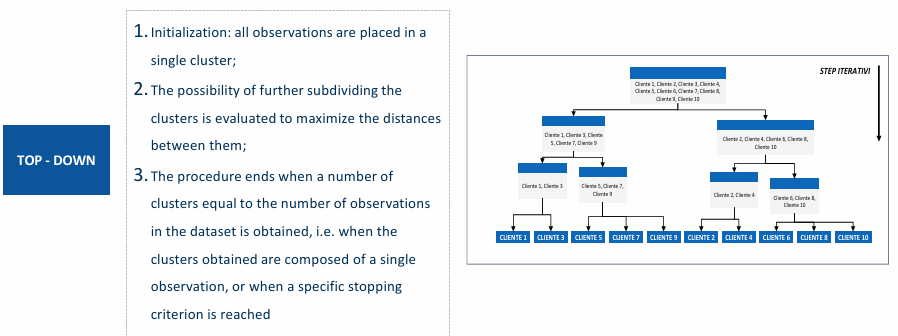 TOP - DOWN
1. Initialization: all observations are placed in a
single cluster;
2. The possibility of further subdividing the
clusters is evaluated to maximize the distances
between them;
3. The procedure ends when a number of
clusters equal to the number of observations
in the dataset is obtained, i.e. when the
clusters obtained are composed of a single
observation, or when a specific stopping
criterion is reached
STEP ITERATIVI
Cliente 1, Cliente 2, Cliente 3, Cliente 4,
Cliente 5, Cliente 6, Cliente 7, Cliente 8,
Cliente 9, Cliente 10
Cliente 1, Cliente 3, Cliente
5, Cliente 7, Cliente 9
Cliente 2, Cliente 4, Cliente 6, Cliente 8,
Cliente 10
Cliente 1, Cliente 3
Cliente 5, Cliente 7,
Cliente 9
Cliente 2, Cliente 4
Cliente 6, Cliente 8,
Cliente 10
CLIENTE 1
CLIENTE 3
CLIENTE 5
CLIENTE 7
CLIENTE 9
CLIENTE 2
CLIENTE 4
CLIENTE 6
CLIENTE 8
CLIENTE 10